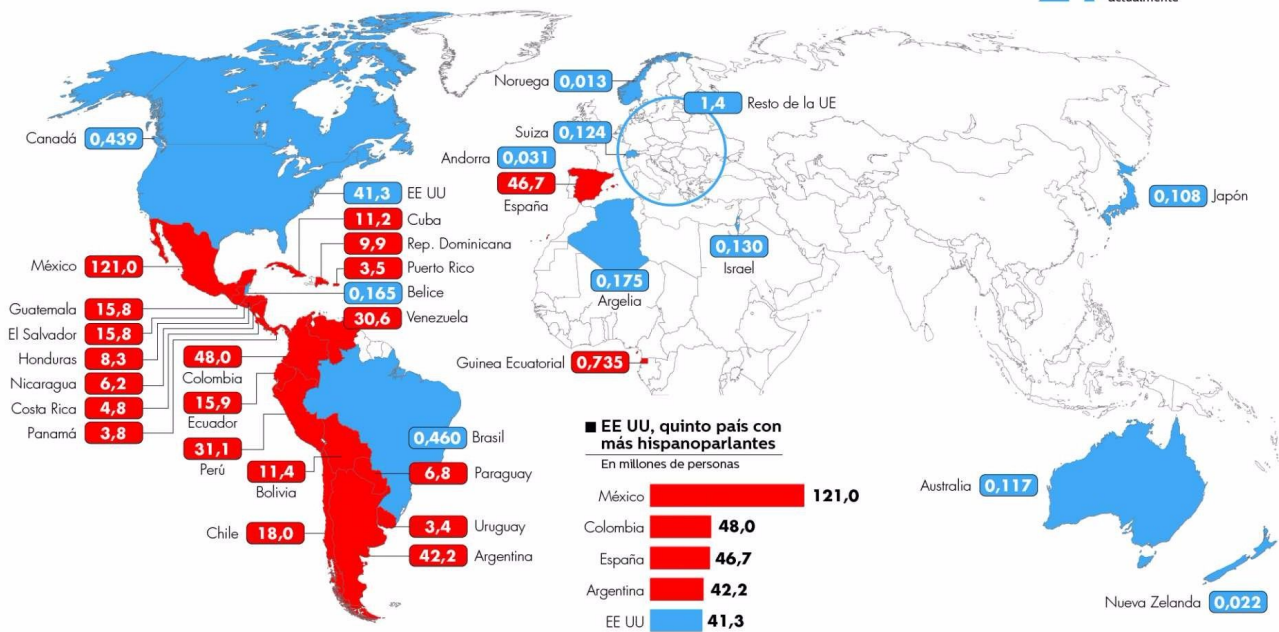 actualmente
Noruega 0,013
1,4 Resto de la UE
Canadá 0,439
Suiza 0,124
Andorra 0,031
46,7
España
41,3 EE UU
11,2 Cuba
9,9 Rep. Dominicana
3,5 Puerto Rico
0,165 Belice
30,6 Venezuela
0,108 Japón
0,130
Israel
0,175
Argelia
México 121,0
Guatemala 15,8
El Salvador 15,8
Honduras 8,3
Nicaragua 6,2
Costa Rica 4,8
Panamá 3,8
48,0
Colombia
15,9
Ecuador
31,1
Perú
11,4
Bolivia
Chile 18,0
Guinea Ecuatorial 0,735
0,460 Brasil
6,8 Paraguay
3,4 Uruguay
42,2 Argentina
EE UU, quinto país con
más hispanoparlantes
En millones de personas
México 121,0
Colombia 48,0
España 46,7
Argentina 42,2
EE UU 41,3
Australia 0,117
Nueva Zelanda 0,022